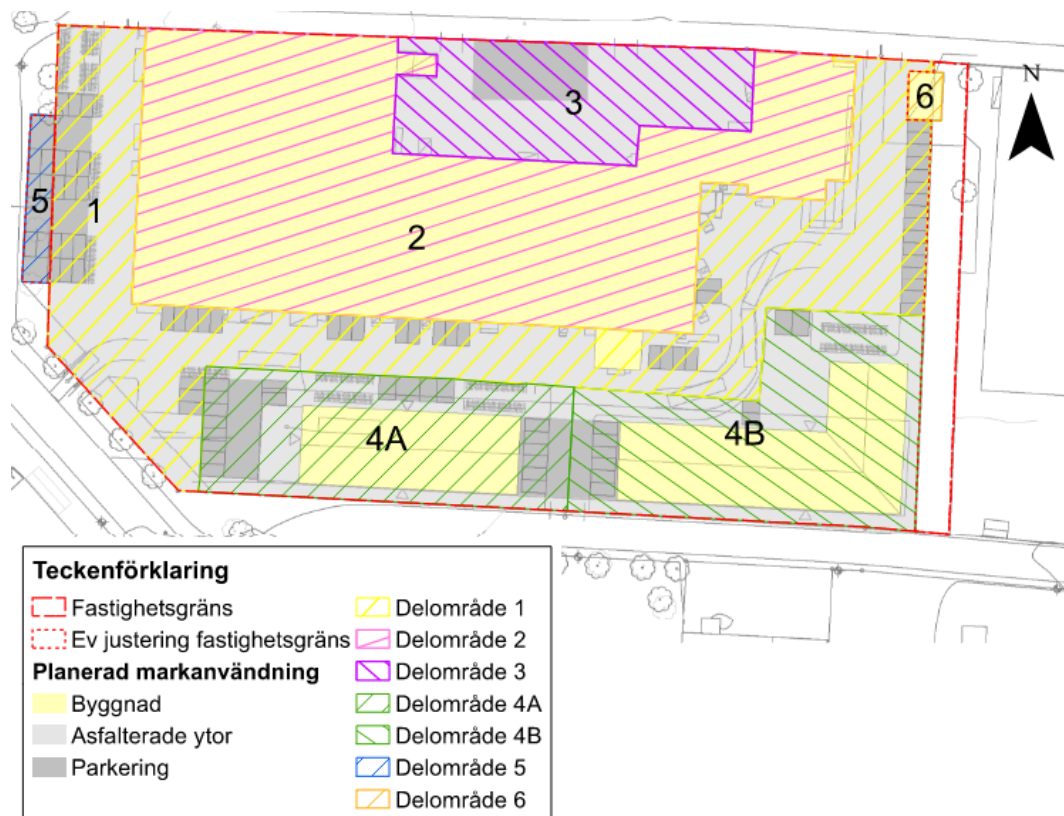 N
6
3
5
1
2
4A
4B
Teckenförklaring
Fastighetsgräns
Ev justering fastighetsgräns
Planerad markanvändning
Byggnad
Asfalterade ytor
Parkering
Delområde 1
Delområde 2
Delområde 3
Delområde 4A
Delområde 4B
Delområde 5
Delområde 6